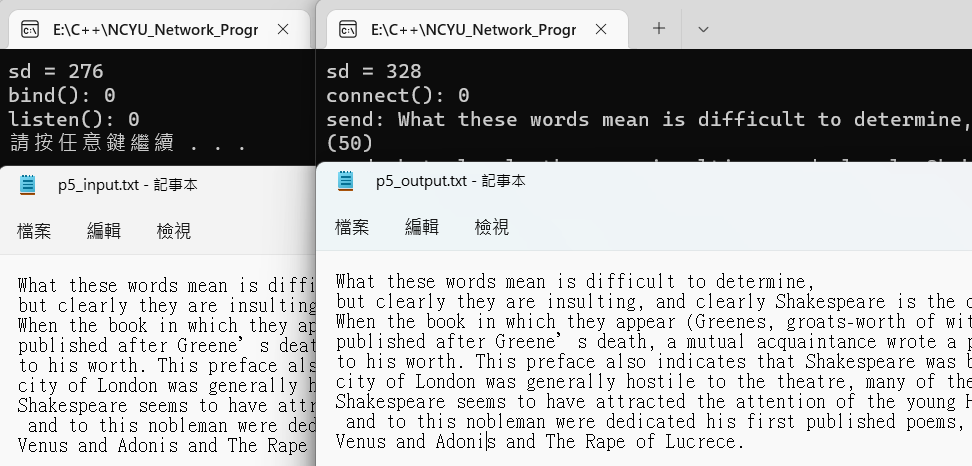 E:\C++\NCYU_Network_Progr
sd = 276
bind(): 0
listen(): 0
請按任意鍵繼續 . . .
E:\C++\NCYU_Network_Progr
sd = 328
connect(): 0
send: What these words mean is difficult to determine,
(50)
p5_input.txt - 記事本
檔案 編輯 檢視
What these words mean is diffi
but clearly they are insulting
When the book in which they ap
published after Greene’s deat
to his worth. This preface als
city of London was generally h
Shakespeare seems to have attr
and to this nobleman were ded
Venus and Adonis and The Rape
p5_output.txt - 記事本
檔案 編輯 檢視
What these words mean is difficult to determine,
but clearly they are insulting, and clearly Shakespeare is the
When the book in which they appear (Greenes, groats-worth of wit
published after Greene’s death, a mutual acquaintance wrote a p
to his worth. This preface also indicates that Shakespeare was b
city of London was generally hostile to the theatre, many of the
Shakespeare seems to have attracted the attention of the young H
and to this nobleman were dedicated his first published poems,
Venus and Adonis and The Rape of Lucrece.